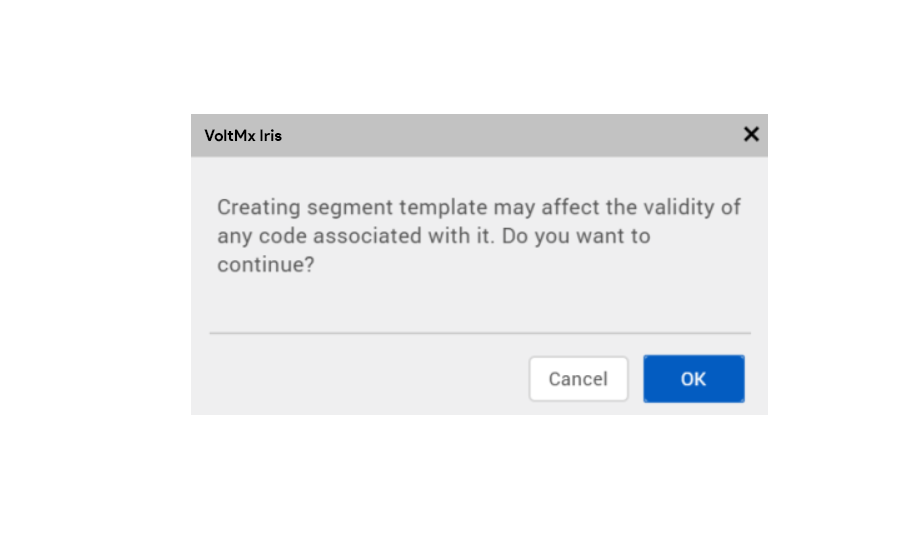 VoltMx Iris
Creating segment template may affect the validity of
any code associated with it. Do you want to
continue?
Cancel
OK